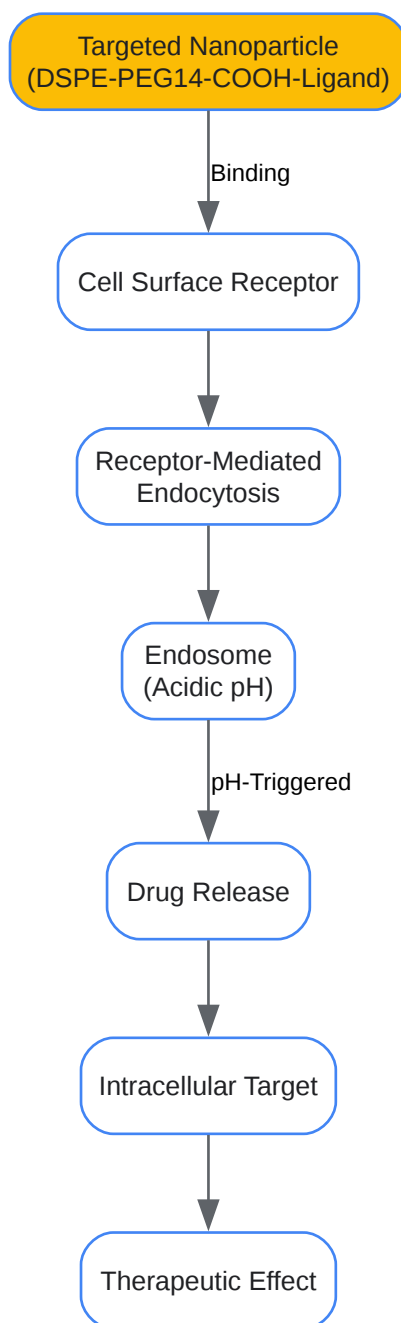 Targeted Nanoparticle
(DSPE-PEG14-COOH-Ligand)
Binding
Cell Surface Receptor
Receptor-Mediated
Endocytosis
Endosome
(Acidic pH)
pH-Triggered
Drug Release
Intracellular Target
Therapeutic Effect